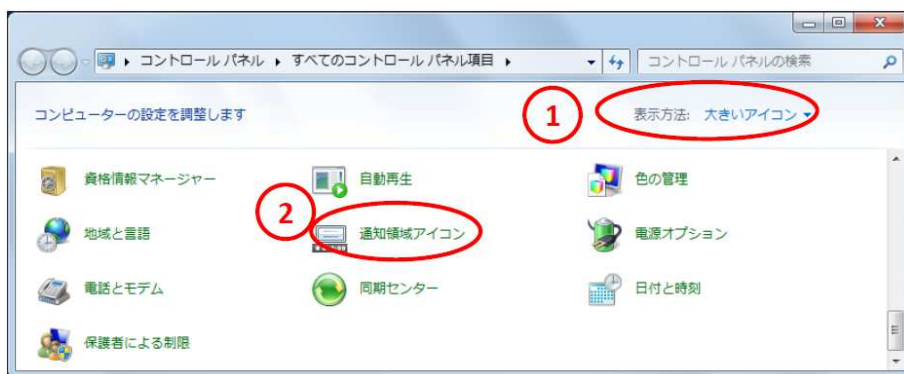 コントロール パネル ▸ すべてのコントロール パネル項目 ▸ コントロール パネルの検索
コンピューターの設定を調整します 1 表示方法: 大きいアイコン
資格情報マネージャー 自動再生 色の管理
2
地域と言語 通知領域アイコン 電源オプション
電話とモデム 同期センター 日付と時刻
保護者による制限